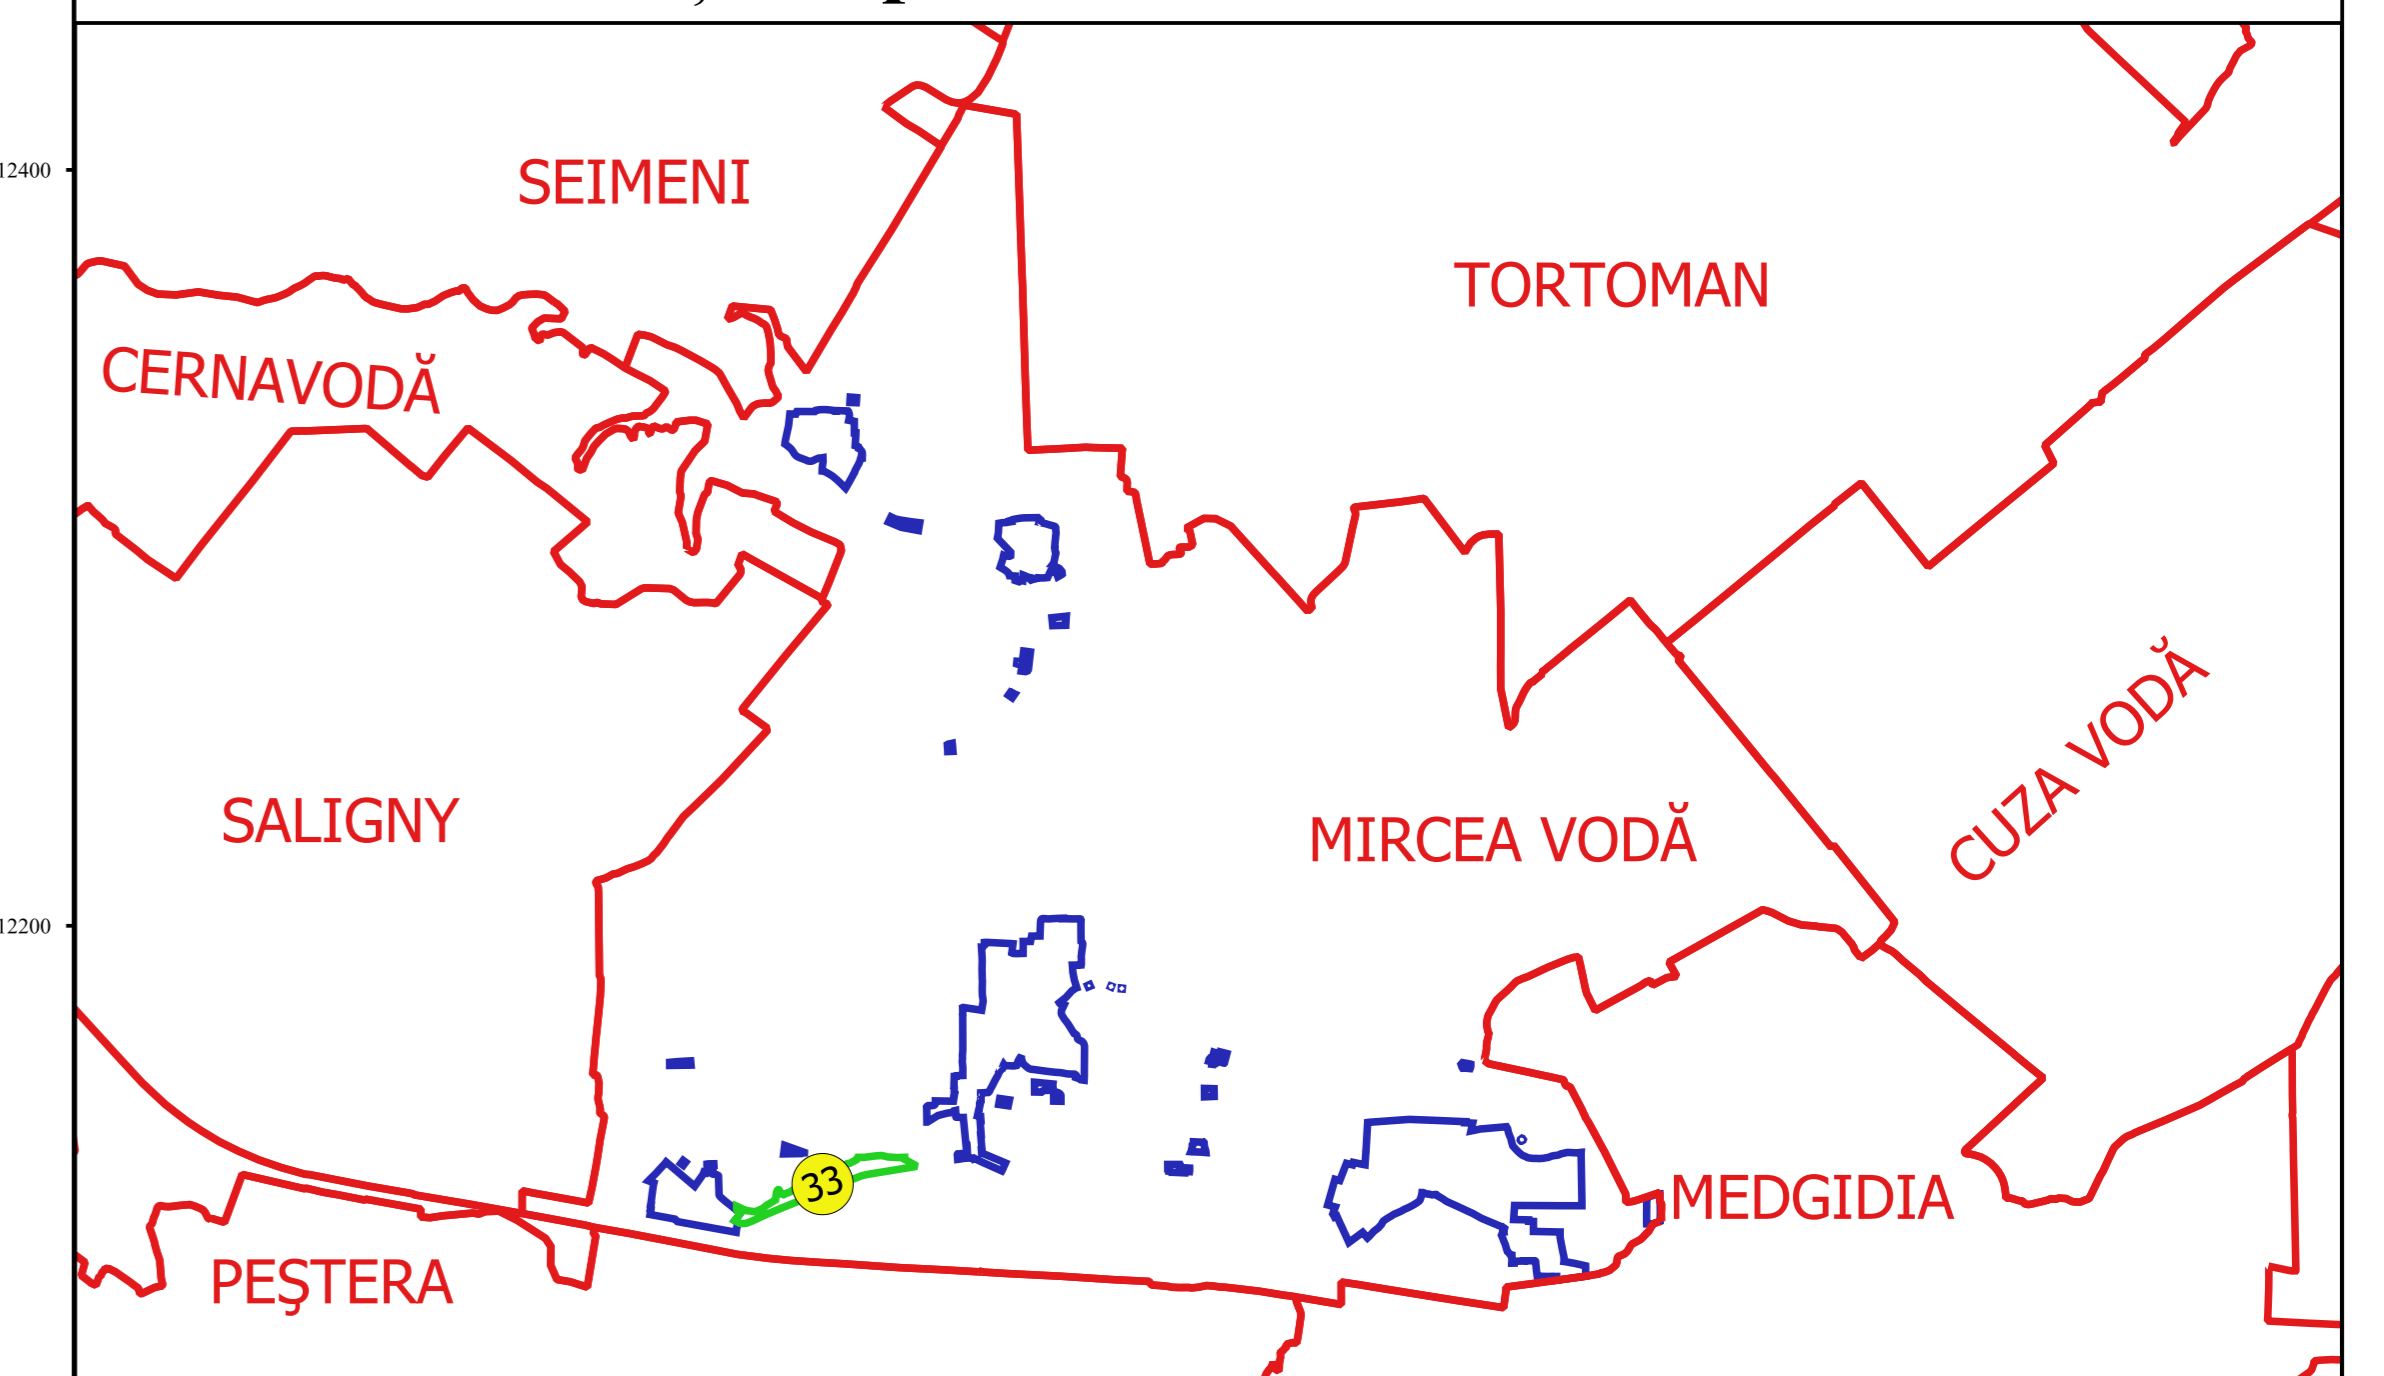 12400
SEIMENI
TORTOMAN
CERNAVODĂ
CUZA VODĂ
SALIGNY
MIRCEA VODĂ
12200
33
MEDGIDIA
PEŞTERA